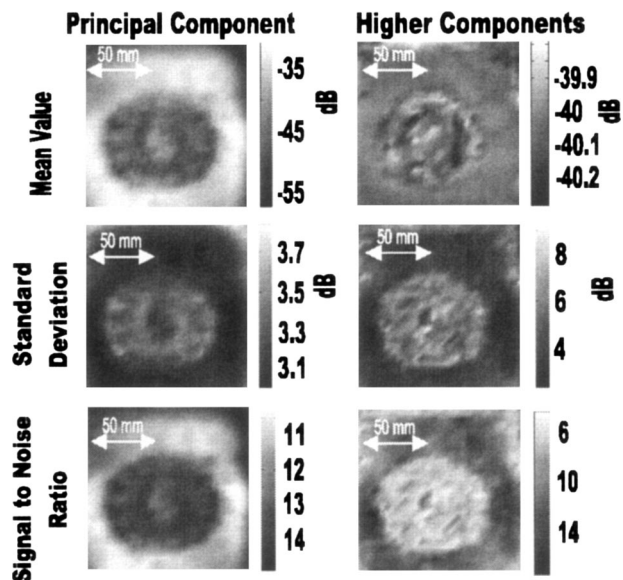 Principal Component
Higher Components
Mean Value
50 mm
-35
-45
-55
dB
50 mm
-39.9
-40
-40.1
-40.2
dB
Standard
Deviation
50 mm
3.7
3.5
3.3
3.1
dB
50 mm
8
6
4
dB
Signal to Noise
Ratio
50 mm
11
12
13
14
50 mm
6
10
14